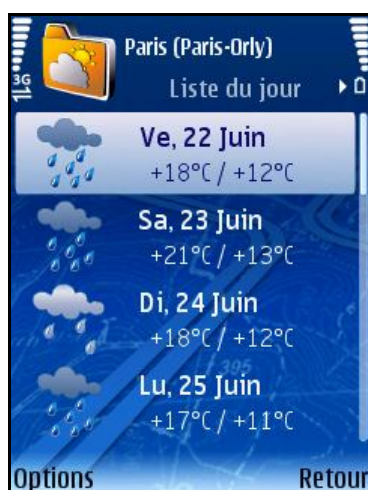 Paris (Paris-Orly)
3G
Liste du jour
Ve, 22 Juin
+18°C / +12°C
Sa, 23 Juin
+21°C / +13°C
Di, 24 Juin
+18°C / +12°C
Lu, 25 Juin
+17°C / +11°C
395
Options
Retour